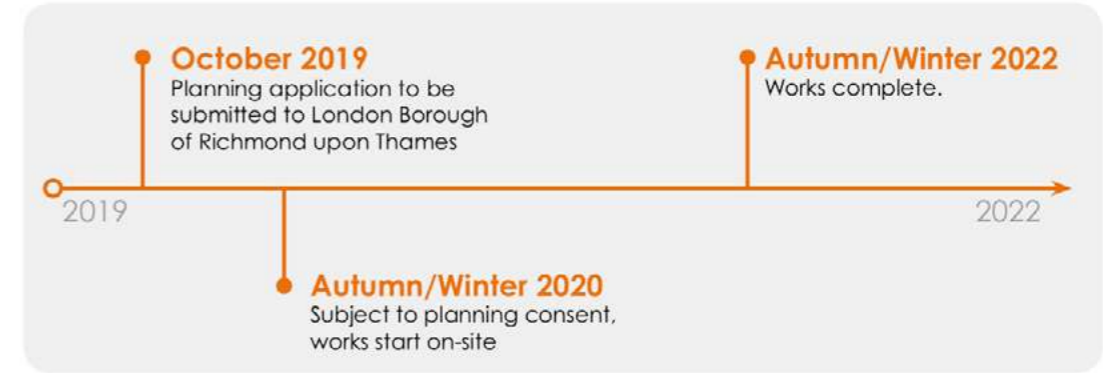 October 2019
Planning application to be
submitted to London Borough
of Richmond upon Thames
Autumn/Winter 2022
Works complete.
2019
2022
Autumn/Winter 2020
Subject to planning consent,
works start on-site